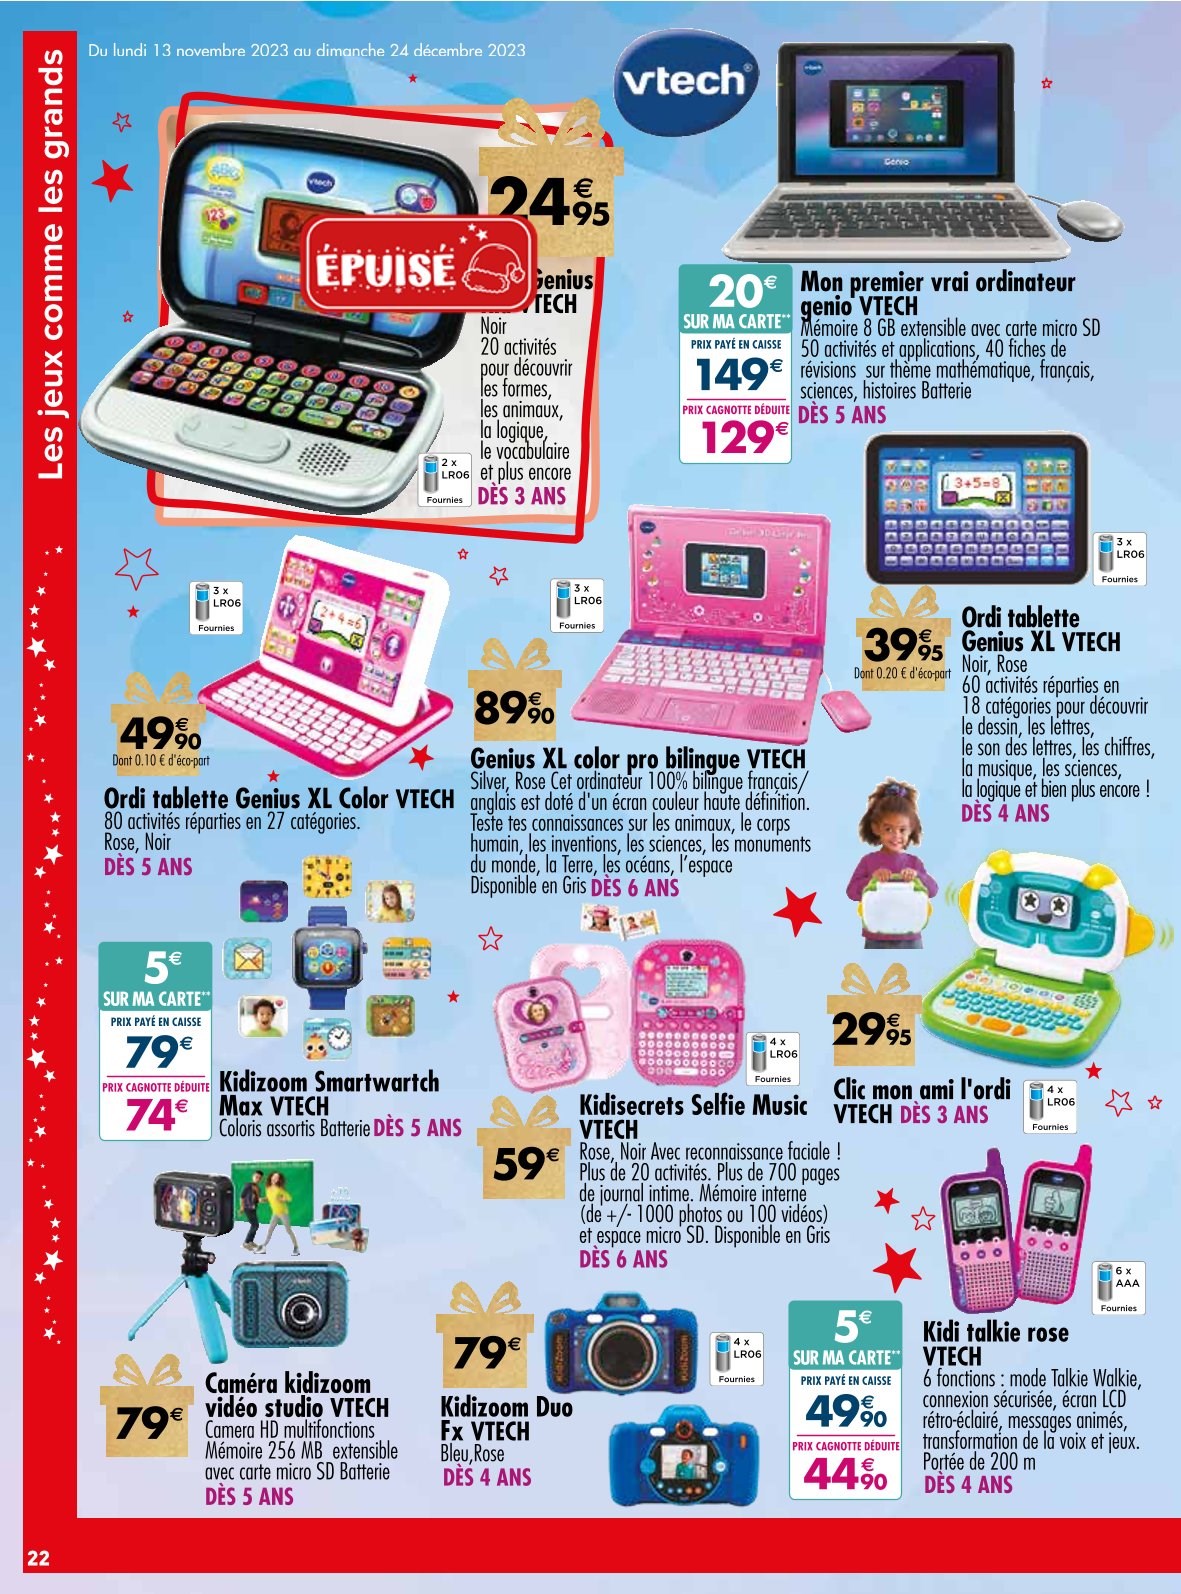 Du lundi 13 novembre 2023 au dimanche 24 décembre 2023
Les jeux comme les grands
vtech
24€95
ÉPUISÉ
Genius
VTECH
Noir
20 activités
pour découvrir
les formes,
les animaux,
la logique,
le vocabulaire
et plus encore
DÈS 3 ANS
2 x
LR06
Fournies
vtech
Genio
20€
SUR MA CARTE**
PRIX PAYÉ EN CAISSE
149€
PRIX CAGNOTTE DÉDUITE
129€
Mon premier vrai ordinateur
genio VTECH
Mémoire 8 GB extensible avec carte micro SD
50 activités et applications, 40 fiches de
révisions sur thème mathématique, français,
sciences, histoires Batterie
DÈS 5 ANS
3+5=8
3 x
LR06
Fournies
39€95
Dont 0.20 € d'éco-part
Ordi tablette
Genius XL VTECH
Noir, Rose
60 activités réparties en
18 catégories pour découvrir
le dessin, les lettres,
le son des lettres, les chiffres,
la musique, les sciences,
la logique et bien plus encore !
DÈS 4 ANS
3 x
LR06
Fournies
2+4=6
49€90
Dont 0.10 € d'éco-part
Ordi tablette Genius XL Color VTECH
80 activités réparties en 27 catégories.
Rose, Noir
DÈS 5 ANS
3 x
LR06
Fournies
89€90
Genius XL color pro bilingue VTECH
Silver, Rose Cet ordinateur 100% bilingue français/
anglais est doté d'un écran couleur haute définition.
Teste tes connaissances sur les animaux, le corps
humain, les inventions, les sciences, les monuments
du monde, la Terre, les océans, l'espace
Disponible en Gris DÈS 6 ANS
5€
SUR MA CARTE**
PRIX PAYÉ EN CAISSE
79€
PRIX CAGNOTTE DÉDUITE
74€
Kidizoom Smartwartch
Max VTECH
Coloris assortis Batterie DÈS 5 ANS
4 x
LR06
Fournies
59€
Kidisecrets Selfie Music
VTECH
Rose, Noir Avec reconnaissance faciale !
Plus de 20 activités. Plus de 700 pages
de journal intime. Mémoire interne
(de +/- 1000 photos ou 100 vidéos)
et espace micro SD. Disponible en Gris
DÈS 6 ANS
29€95
Clic mon ami l'ordi
VTECH DÈS 3 ANS
4 x
LR06
Fournies
79€
Caméra kidizoom
vidéo studio VTECH
Camera HD multifonctions
Mémoire 256 MB extensible
avec carte micro SD Batterie
DÈS 5 ANS
79€
Kidizoom Duo
Fx VTECH
Bleu,Rose
DÈS 4 ANS
4 x
LR06
Fournies
5€
SUR MA CARTE**
PRIX PAYÉ EN CAISSE
49€90
PRIX CAGNOTTE DÉDUITE
44€90
6 x
AAA
Fournies
Kidi talkie rose
VTECH
6 fonctions : mode Talkie Walkie,
connexion sécurisée, écran LCD
rétro-éclairé, messages animés,
transformation de la voix et jeux.
Portée de 200 m
DÈS 4 ANS
22